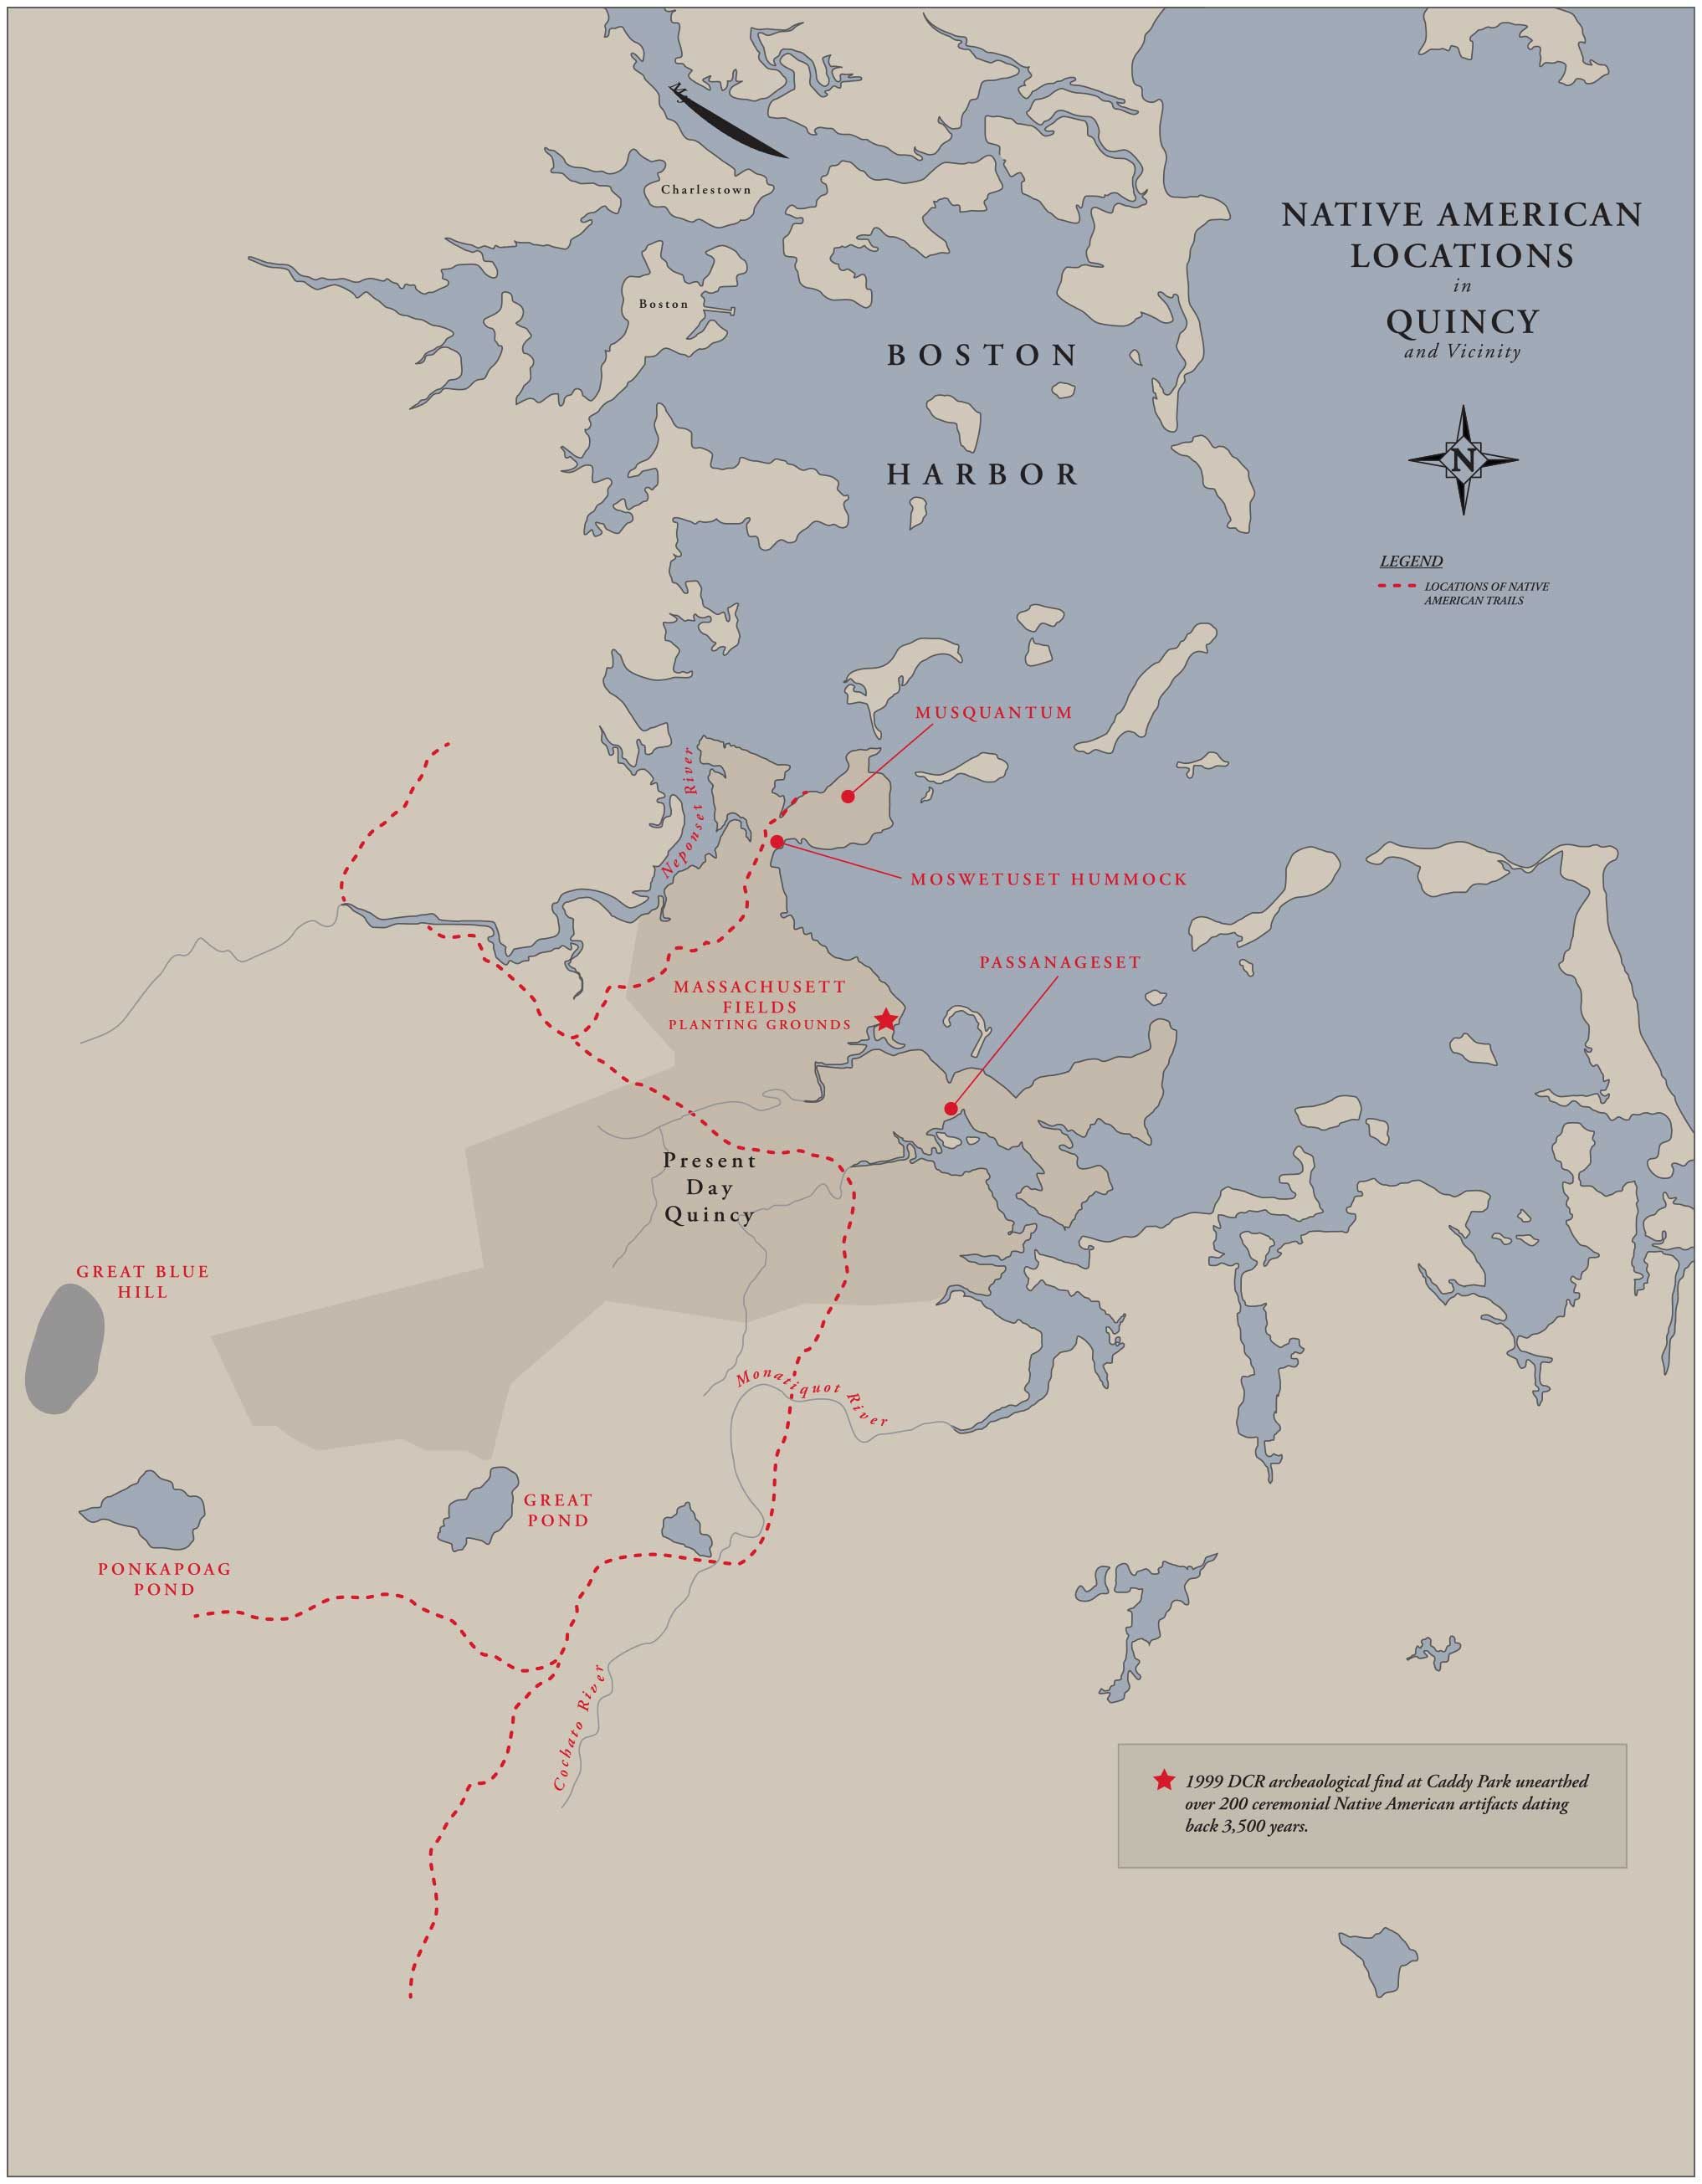 Charlestown
Boston
BOSTON
HARBOR
NATIVE AMERICAN
LOCATIONS
in
QUINCY
and Vicinity
N
LEGEND
LOCATIONS OF NATIVE
AMERICAN TRAILS
MUSQUANTUM
Neponset River
MOSWETUSET HUMMOCK
PASSANAGESET
MASSACHUSETT
FIELDS
PLANTING GROUNDS
Present
Day
Quincy
GREAT BLUE
HILL
Monatiquot River
GREAT
POND
PONKAPOAG
POND
Cochato River
1999 DCR archeaological find at Caddy Park unearthed
over 200 ceremonial Native American artifacts dating
back 3,500 years.